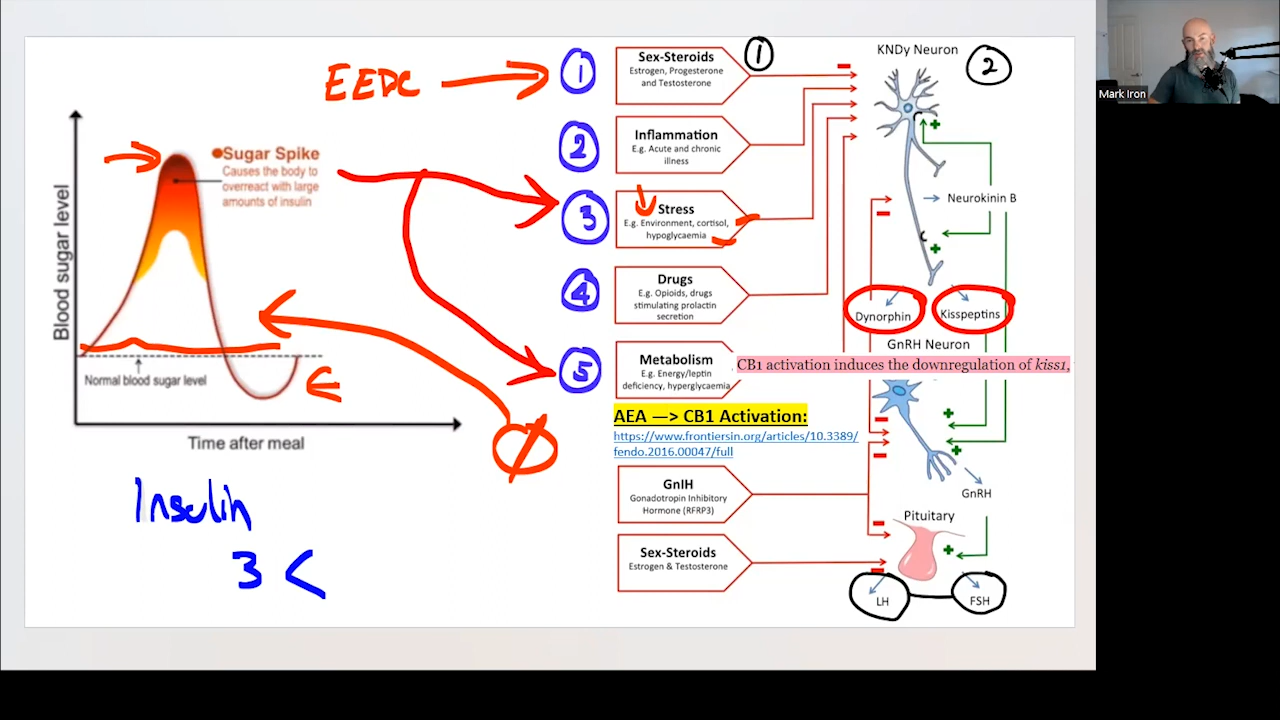 EEDC
Blood sugar level
Sugar Spike
Causes the body to
overreact with large
amounts of insulin
Normal blood sugar level
Time after meal
Insulin
3 <
1
Sex-Steroids
Estrogen, Progesterone
and Testosterone
1
2
Inflammation
E.g. Acute and chronic
illness
3
Stress
E.g. Environment, cortisol,
hypoglycaemia
4
Drugs
E.g. Opioids, drugs
stimulating prolactin
secretion
5
Metabolism
E.g. Energy/leptin
deficiency, hyperglycaemia
CB1 activation induces the downregulation of kiss1,
AEA —> CB1 Activation:
https://www.frontiersin.org/articles/10.3389/
fendo.2016.00047/full
GnIH
Gonadotropin Inhibitory
Hormone (RFRP3)
Sex-Steroids
Estrogen & Testosterone
KNDy Neuron
2
Neurokinin B
Dynorphin
Kisspeptins
GnRH Neuron
GnRH
Pituitary
LH
FSH
Mark Iron